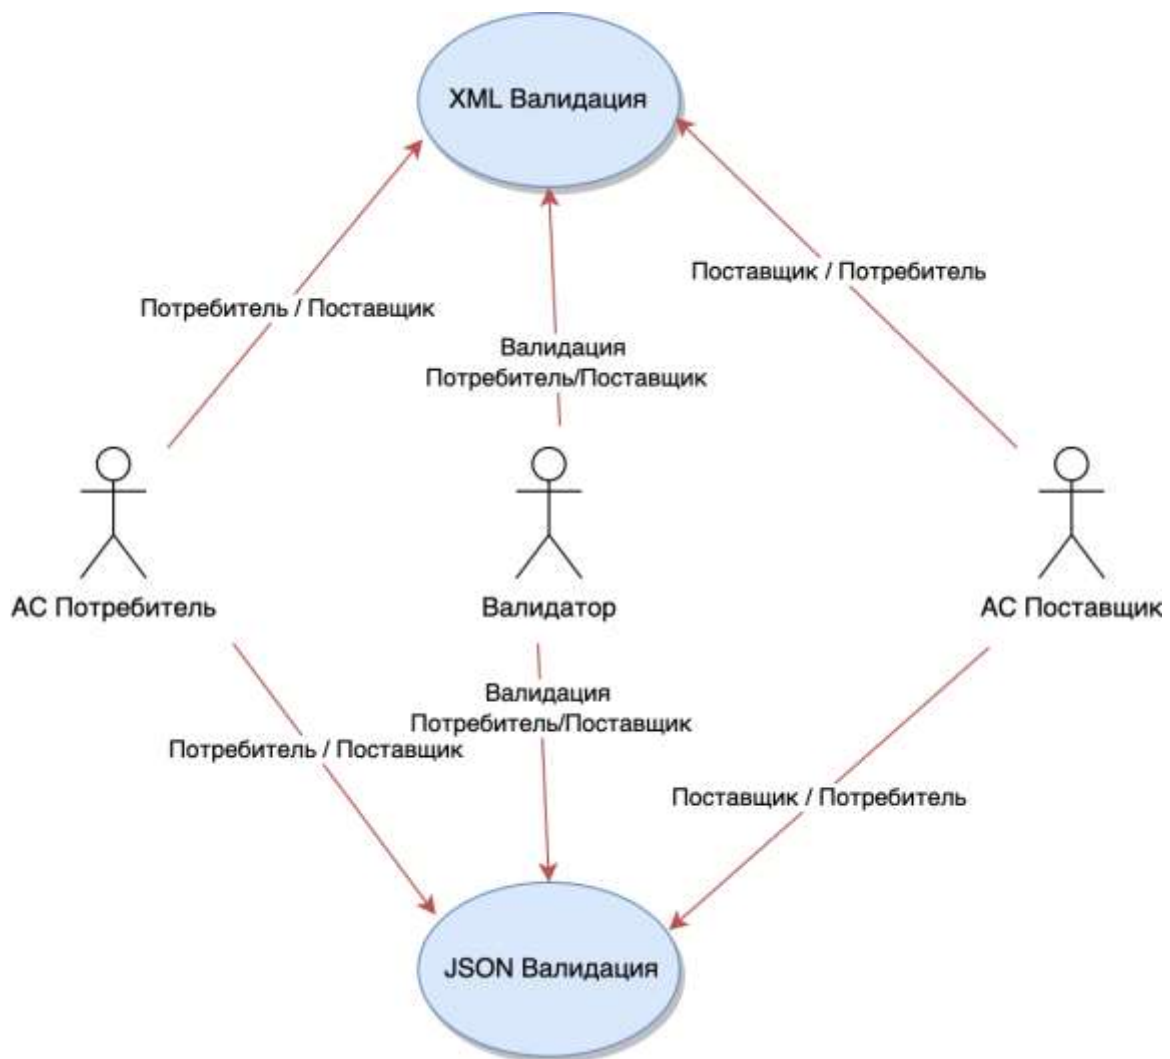 XML Валидация
Поставщик / Потребитель
Потребитель / Поставщик
Валидация
Потребитель/Поставщик
АС Потребитель
Валидатор
АС Поставщик
Валидация
Потребитель/Поставщик
Потребитель / Поставщик
Поставщик / Потребитель
JSON Валидация